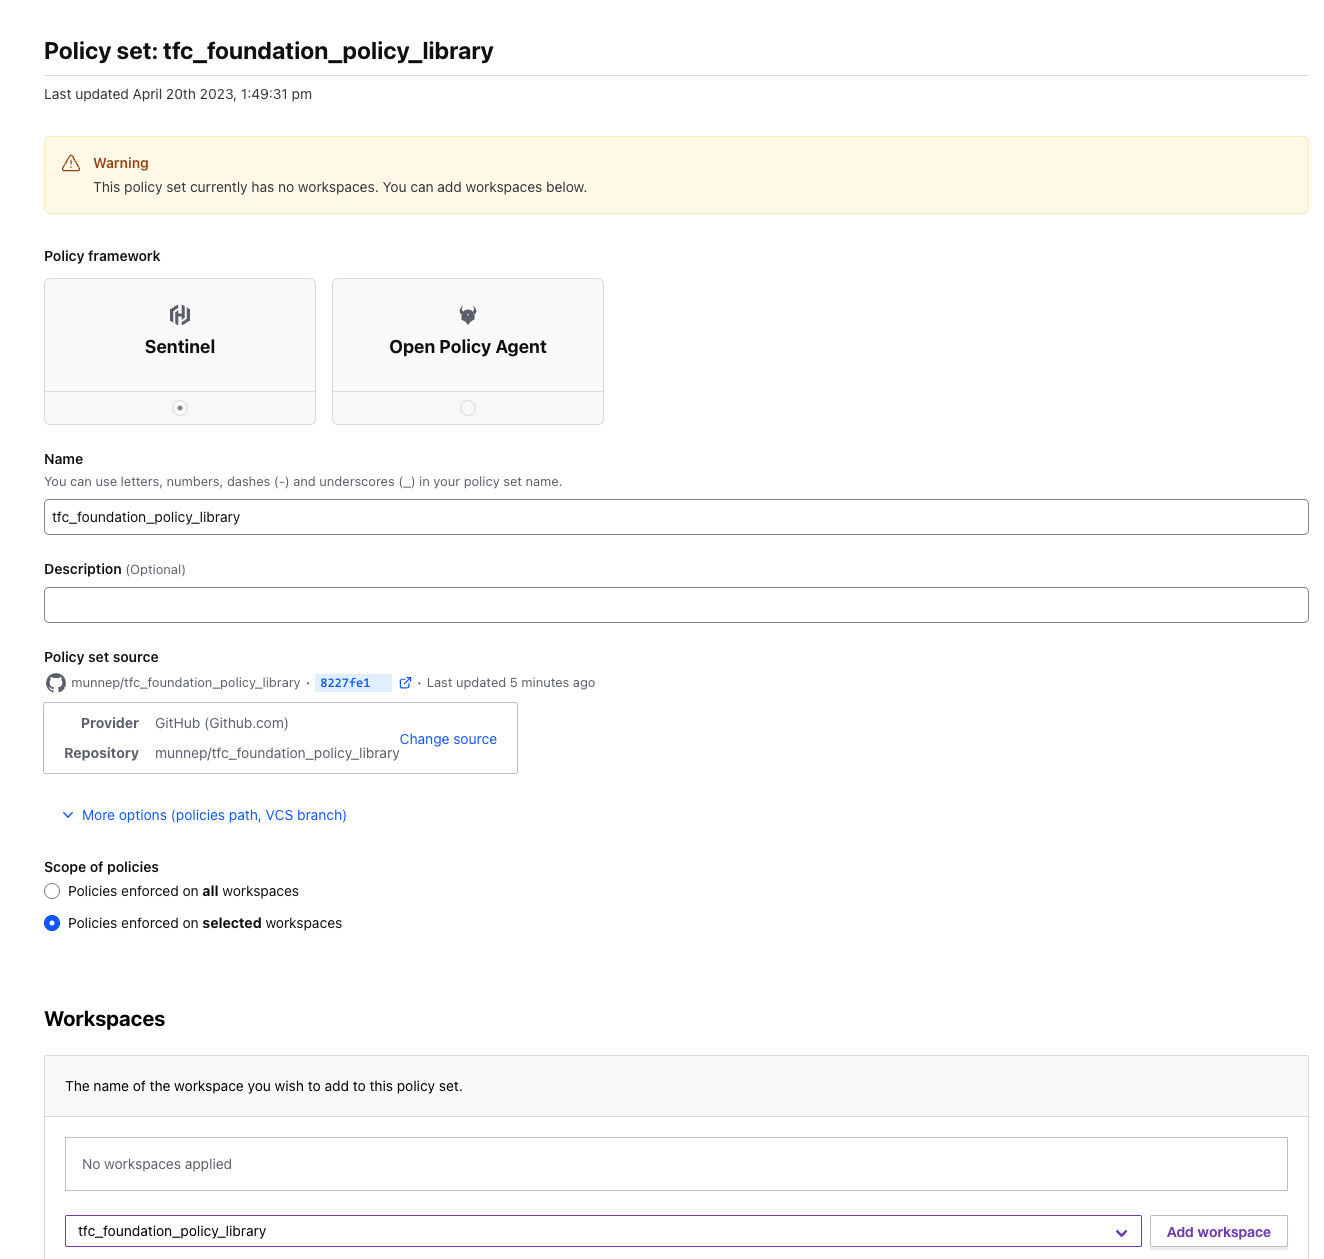 Policy set: tfc_foundation_policy_library
Last updated April 20th 2023, 1:49:31 pm
Warning
This policy set currently has no workspaces. You can add workspaces below.
Policy framework
Sentinel
Open Policy Agent
Name
You can use letters, numbers, dashes (-) and underscores (_) in your policy set name.
tfc_foundation_policy_library
Description (Optional)
Policy set source
munnep/tfc_foundation_policy_library · 8227fe1 · Last updated 5 minutes ago
Provider GitHub (Github.com)
Change source
Repository munnep/tfc_foundation_policy_library
More options (policies path, VCS branch)
Scope of policies
Policies enforced on all workspaces
Policies enforced on selected workspaces
Workspaces
The name of the workspace you wish to add to this policy set.
No workspaces applied
tfc_foundation_policy_library Add workspace